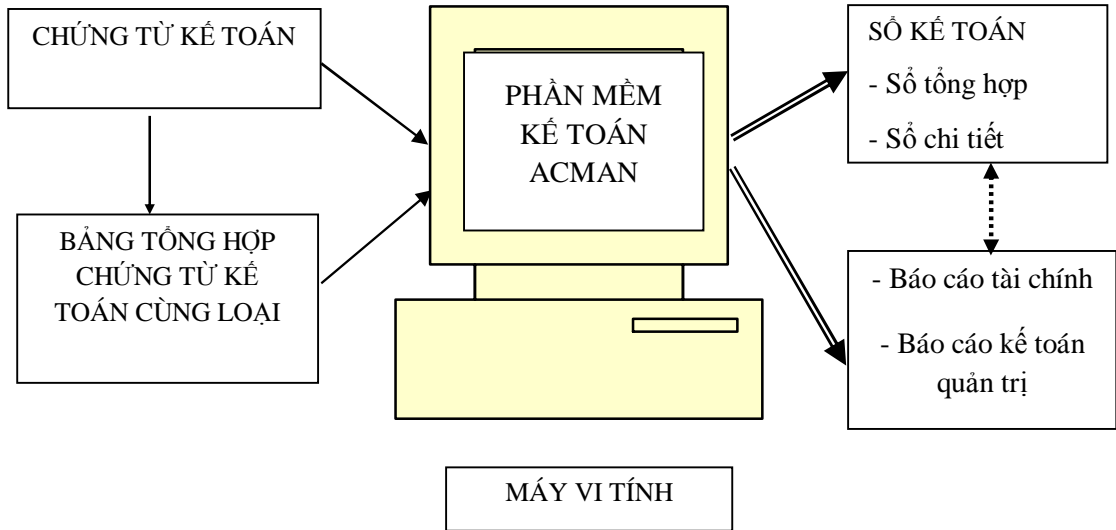 CHỨNG TỪ KẾ TOÁN
BẢNG TỔNG HỢP
CHỨNG TỪ KẾ
TOÁN CÙNG LOẠI
PHẦN MỀM
KẾ TOÁN
ACMAN
SỔ KẾ TOÁN
- Sổ tổng hợp
- Sổ chi tiết
- Báo cáo tài chính
- Báo cáo kế toán
quản trị
MÁY VI TÍNH